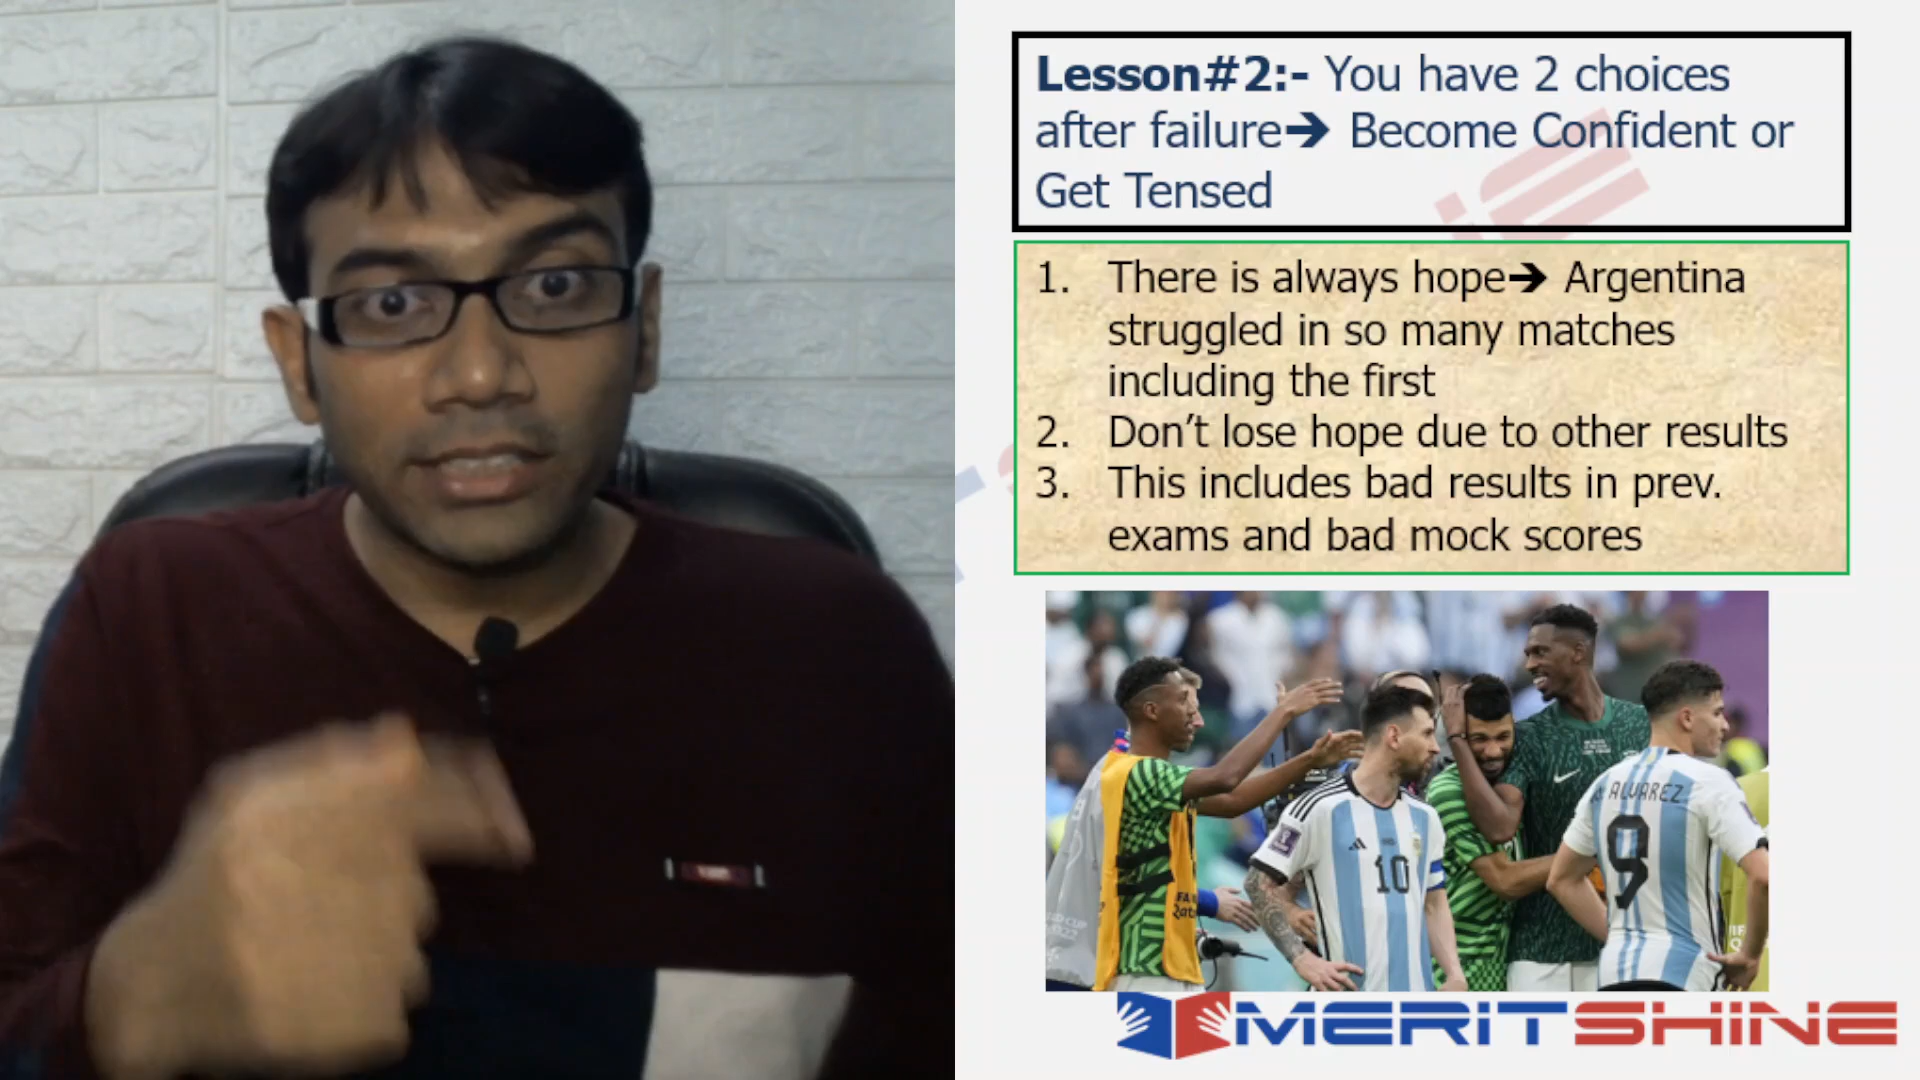 Lesson#2:- You have 2 choices
after failure➔ Become Confident or
Get Tensed
1. There is always hope➔ Argentina
struggled in so many matches
including the first
2. Don't lose hope due to other results
3. This includes bad results in prev.
exams and bad mock scores
10
ALVAREZ
9
MERITSHINE